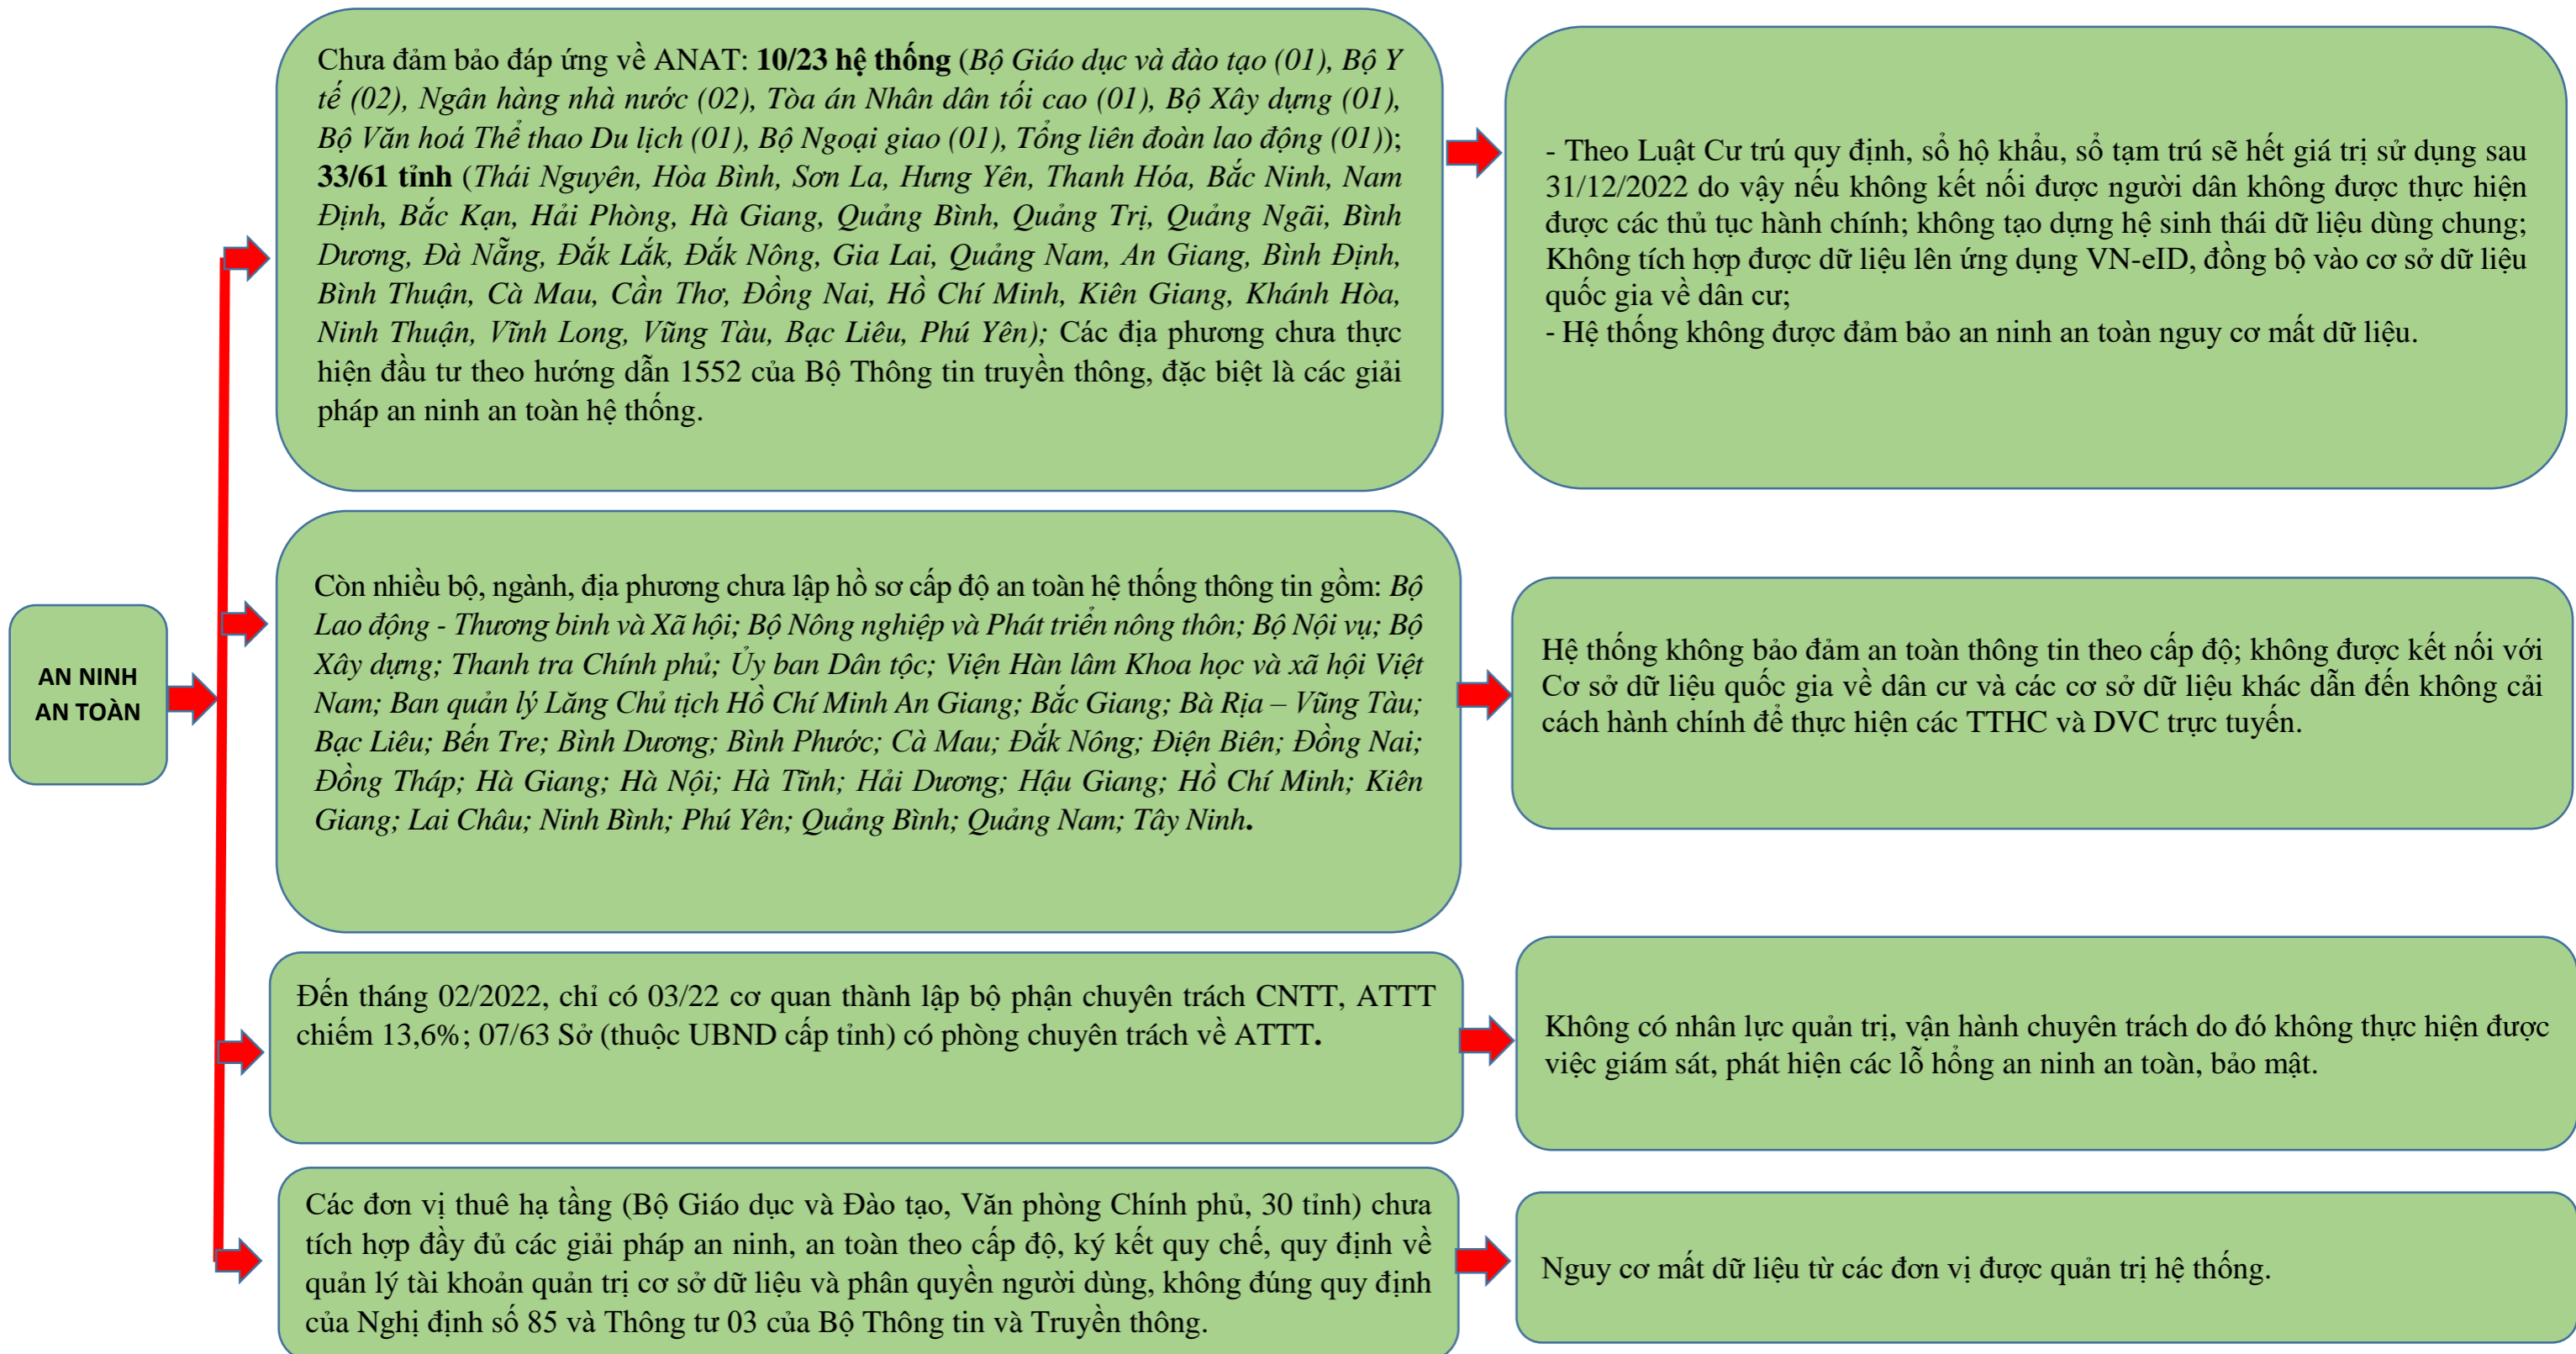 AN NINH
AN TOÀN
Chưa đảm bảo đáp ứng về ANAT: 10/23 hệ thống (Bộ Giáo dục và đào tạo (01), Bộ Y
tế (02), Ngân hàng nhà nước (02), Tòa án Nhân dân tối cao (01), Bộ Xây dựng (01),
Bộ Văn hoá Thể thao Du lịch (01), Bộ Ngoại giao (01), Tổng liên đoàn lao động (01));
33/61 tỉnh (Thái Nguyên, Hòa Bình, Sơn La, Hưng Yên, Thanh Hóa, Bắc Ninh, Nam
Định, Bắc Kạn, Hải Phòng, Hà Giang, Quảng Bình, Quảng Trị, Quảng Ngãi, Bình
Dương, Đà Nẵng, Đắk Lắk, Đắk Nông, Gia Lai, Quảng Nam, An Giang, Bình Định,
Bình Thuận, Cà Mau, Cần Thơ, Đồng Nai, Hồ Chí Minh, Kiên Giang, Khánh Hòa,
Ninh Thuận, Vĩnh Long, Vũng Tàu, Bạc Liêu, Phú Yên); Các địa phương chưa thực
hiện đầu tư theo hướng dẫn 1552 của Bộ Thông tin truyền thông, đặc biệt là các giải
pháp an ninh an toàn hệ thống.
- Theo Luật Cư trú quy định, sổ hộ khẩu, sổ tạm trú sẽ hết giá trị sử dụng sau
31/12/2022 do vậy nếu không kết nối được người dân không được thực hiện
được các thủ tục hành chính; không tạo dựng hệ sinh thái dữ liệu dùng chung;
Không tích hợp được dữ liệu lên ứng dụng VN-eID, đồng bộ vào cơ sở dữ liệu
quốc gia về dân cư;
- Hệ thống không được đảm bảo an ninh an toàn nguy cơ mất dữ liệu.
Còn nhiều bộ, ngành, địa phương chưa lập hồ sơ cấp độ an toàn hệ thống thông tin gồm: Bộ
Lao động - Thương binh và Xã hội; Bộ Nông nghiệp và Phát triển nông thôn; Bộ Nội vụ; Bộ
Xây dựng; Thanh tra Chính phủ; Ủy ban Dân tộc; Viện Hàn lâm Khoa học và xã hội Việt
Nam; Ban quản lý Lăng Chủ tịch Hồ Chí Minh An Giang; Bắc Giang; Bà Rịa – Vũng Tàu;
Bạc Liêu; Bến Tre; Bình Dương; Bình Phước; Cà Mau; Đắk Nông; Điện Biên; Đồng Nai;
Đồng Tháp; Hà Giang; Hà Nội; Hà Tĩnh; Hải Dương; Hậu Giang; Hồ Chí Minh; Kiên
Giang; Lai Châu; Ninh Bình; Phú Yên; Quảng Bình; Quảng Nam; Tây Ninh.
Hệ thống không bảo đảm an toàn thông tin theo cấp độ; không được kết nối với
Cơ sở dữ liệu quốc gia về dân cư và các cơ sở dữ liệu khác dẫn đến không cải
cách hành chính để thực hiện các TTHC và DVC trực tuyến.
Đến tháng 02/2022, chỉ có 03/22 cơ quan thành lập bộ phận chuyên trách CNTT, ATTT
chiếm 13,6%; 07/63 Sở (thuộc UBND cấp tỉnh) có phòng chuyên trách về ATTT.
Không có nhân lực quản trị, vận hành chuyên trách do đó không thực hiện được
việc giám sát, phát hiện các lỗ hổng an ninh an toàn, bảo mật.
Các đơn vị thuê hạ tầng (Bộ Giáo dục và Đào tạo, Văn phòng Chính phủ, 30 tỉnh) chưa
tích hợp đầy đủ các giải pháp an ninh, an toàn theo cấp độ, ký kết quy chế, quy định về
quản lý tài khoản quản trị cơ sở dữ liệu và phân quyền người dùng, không đúng quy định
của Nghị định số 85 và Thông tư 03 của Bộ Thông tin và Truyền thông.
Nguy cơ mất dữ liệu từ các đơn vị được quản trị hệ thống.